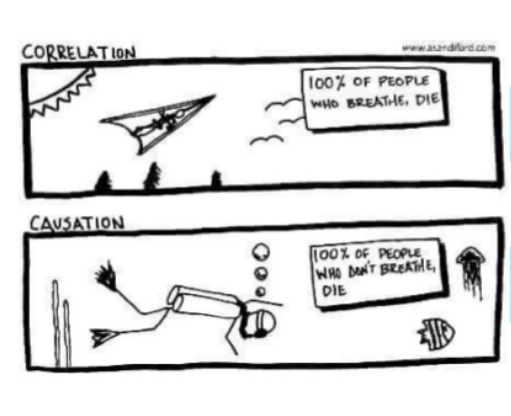 CORRELATION
www.asandiford.com
100% OF PEOPLE
WHO BREATHE, DIE
CAUSATION
100% OF PEOPLE
WHO DON'T BREATHE,
DIE